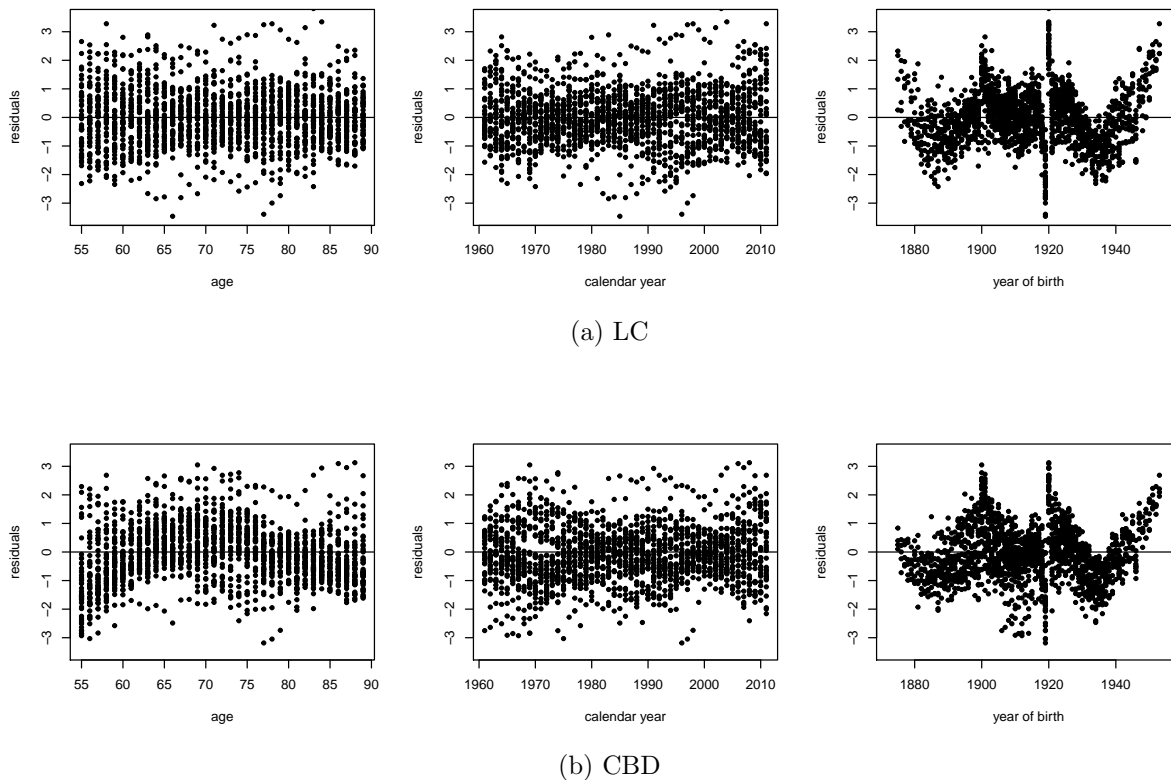 residuals
3
2
1
0
−1
−2
−3
55 60 65 70 75 80 85 90
age
residuals
3
2
1
0
−1
−2
−3
1960 1970 1980 1990 2000 2010
calendar year
residuals
3
2
1
0
−1
−2
−3
1880 1900 1920 1940
year of birth
(a) LC
residuals
3
2
1
0
−1
−2
−3
55 60 65 70 75 80 85 90
age
residuals
3
2
1
0
−1
−2
−3
1960 1970 1980 1990 2000 2010
calendar year
residuals
3
2
1
0
−1
−2
−3
1880 1900 1920 1940
year of birth
(b) CBD